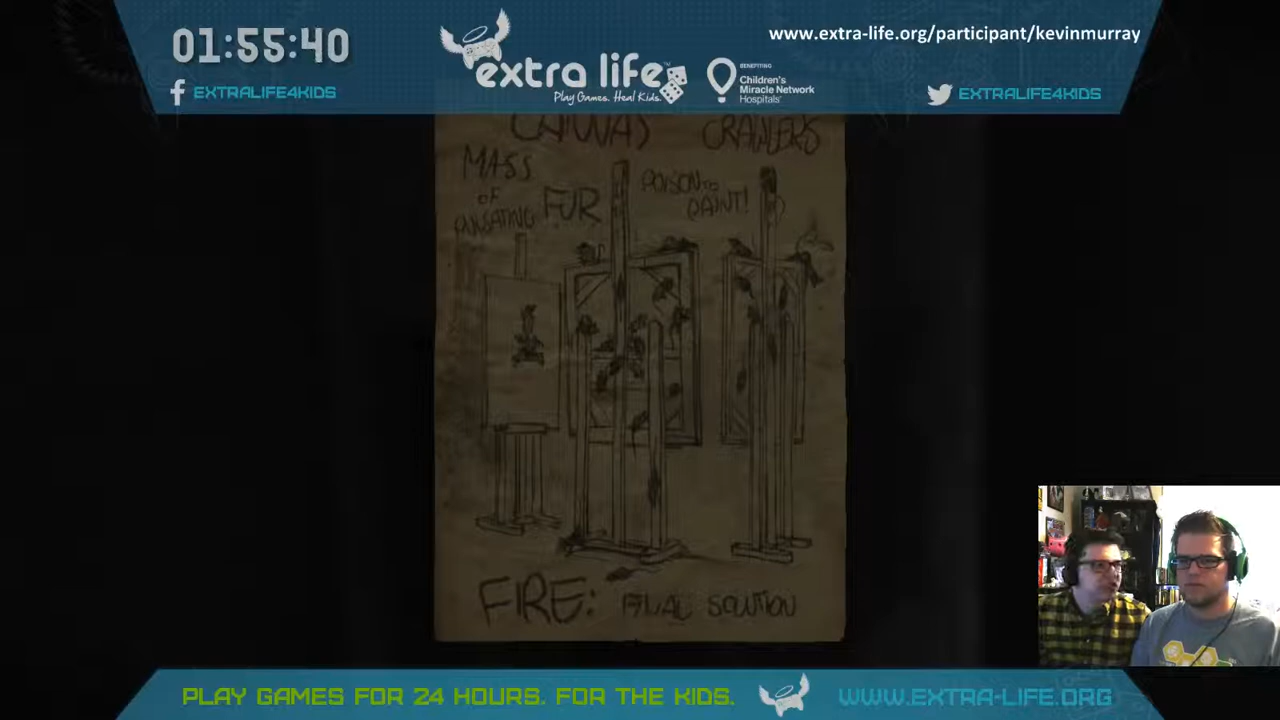 01:55:40
EXTRALIFE4KIDS
extra life
Play Games. Heal Kids.
BENEFITING
Children's
Miracle Network
Hospitals
www.extra-life.org/participant/kevinmurray
EXTRALIFE4KIDS
CANVAS CRAWLERS
MASS
of
PULSATING FUR
POISON to
PAINT!
FIRE: FINAL SOLUTION
PLAY GAMES FOR 24 HOURS. FOR THE KIDS.
WWW.EXTRA-LIFE.ORG